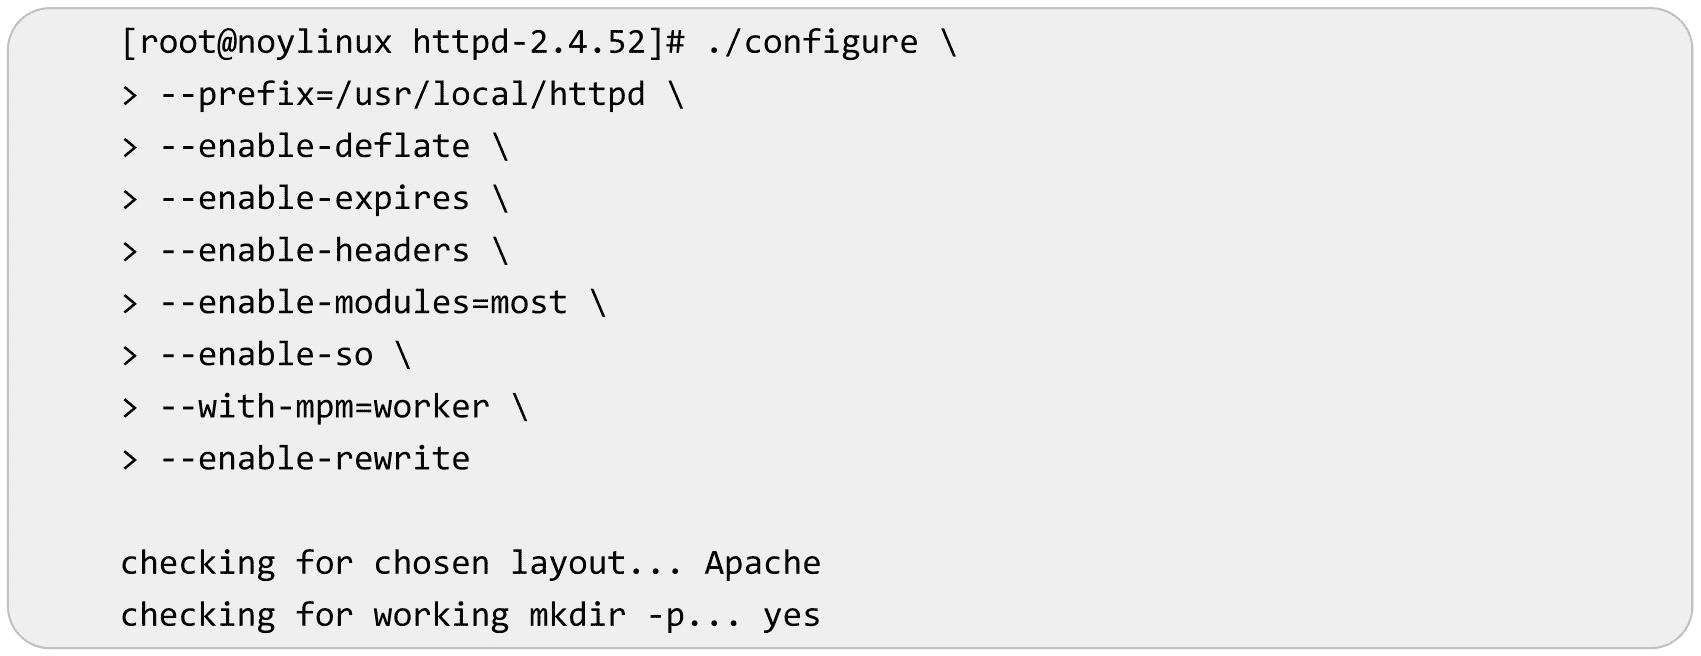 [root@noylinux httpd-2.4.52]# ./configure \
> --prefix=/usr/local/httpd \
> --enable-deflate \
> --enable-expires \
> --enable-headers \
> --enable-modules=most \
> --enable-so \
> --with-mpm=worker \
> --enable-rewrite
checking for chosen layout... Apache
checking for working mkdir -p... yes